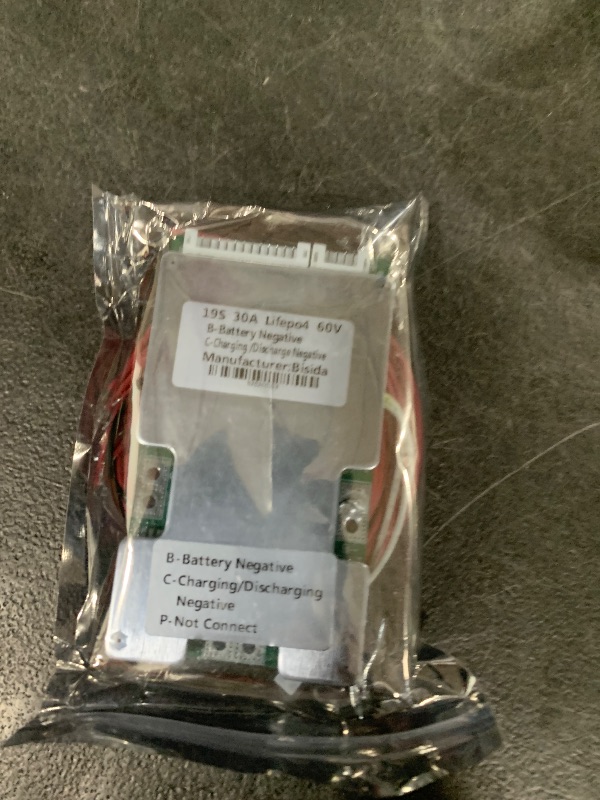 19S 30A Lifepo4 60V
B-Battery Negative
C-Charging/Discharge Negative
Manufacturer:Bisida
B-Battery Negative
C-Charging/Discharging
Negative
P-Not Connect